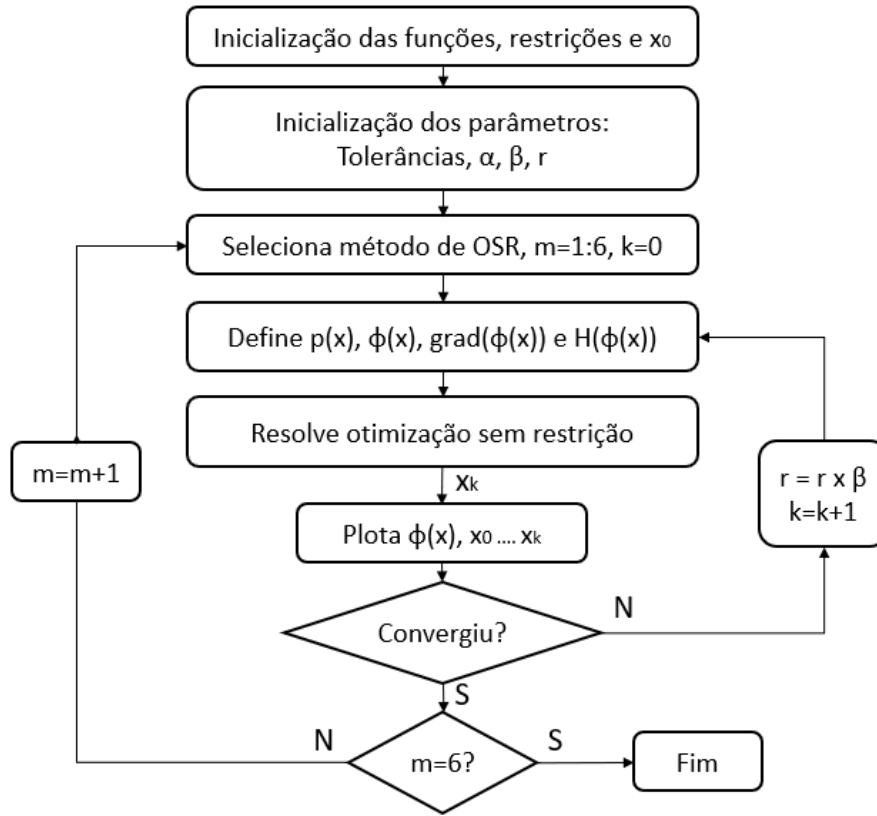 Inicialização das funções, restrições e x0
Inicialização dos parâmetros:
Tolerâncias, α, β, r
Seleciona método de OSR, m=1:6, k=0
Define p(x), ϕ(x), grad(ϕ(x)) e H(ϕ(x))
Resolve otimização sem restrição
m=m+1
r = r x β
k=k+1
xk
Plota ϕ(x), x0 .... xk
Convergiu?
N
S
m=6?
N
S
Fim